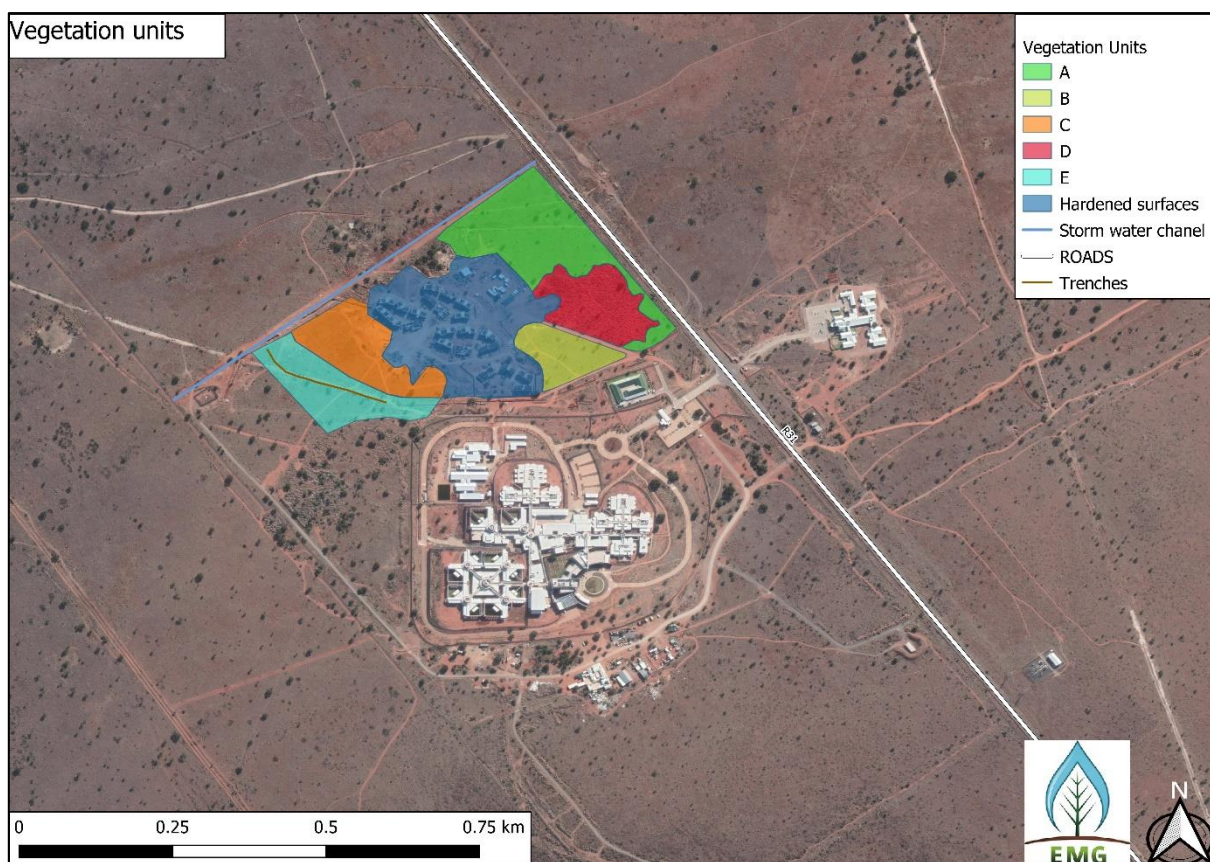 Vegetation units
Vegetation Units
A
B
C
D
E
Hardened surfaces
Storm water chanel
ROADS
Trenches
R31
0 0.25 0.5 0.75 km
EMG
N